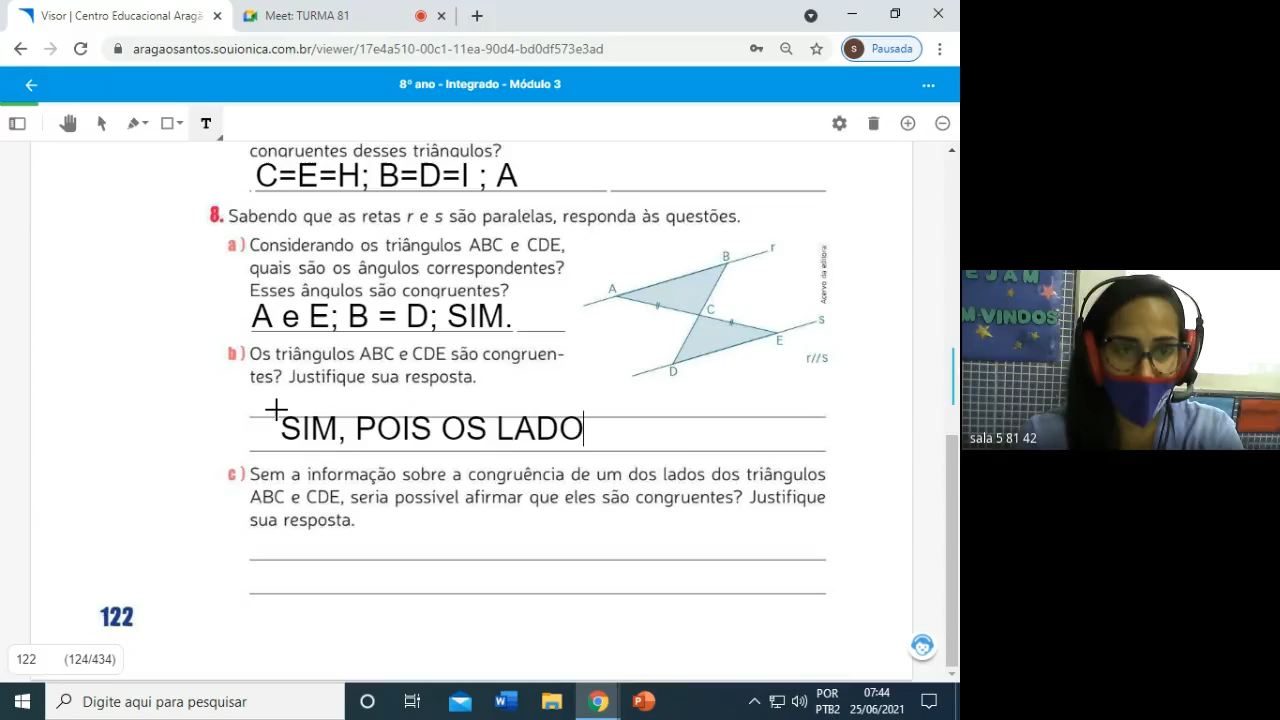 Visor | Centro Educacional Aragã
Meet: TURMA 81
aragaosantos.souionica.com.br/viewer/17e4a510-00c1-11ea-90d4-bd0df573e3ad
s
Pausada
8º ano - Integrado - Módulo 3
T
congruentes desses triângulos?
C=E=H; B=D=I ; A
8. Sabendo que as retas r e s são paralelas, responda às questões.
a) Considerando os triângulos ABC e CDE,
quais são os ângulos correspondentes?
Esses ângulos são congruentes?
A e E; B = D; SIM.
A
B
r
C
s
E
D
r//s
Acervo da editora
b) Os triângulos ABC e CDE são congruen-
tes? Justifique sua resposta.
SIM, POIS OS LADO
c) Sem a informação sobre a congruência de um dos lados dos triângulos
ABC e CDE, seria possível afirmar que eles são congruentes? Justifique
sua resposta.
122
122 (124/434)
EJAM
M-VINDOS
sala 5 81 42
Digite aqui para pesquisar
POR
PTB2
07:44
25/06/2021